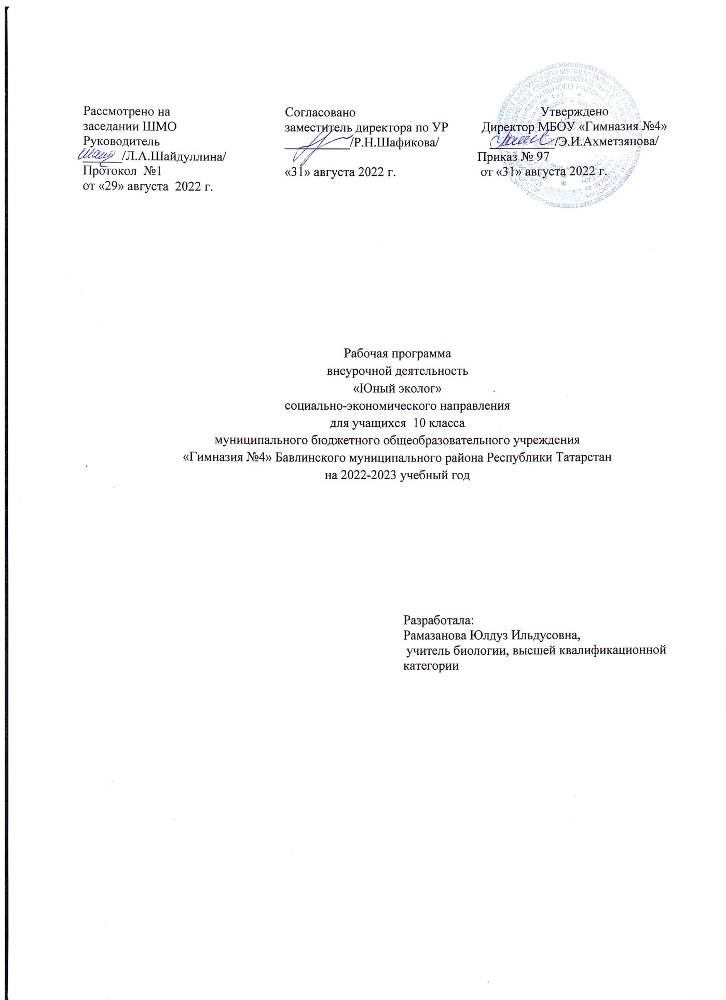 Рассмотрено на
заседании ШМО
Руководитель
/Л.А.Шайдуллина/
Протокол №1
от «29» августа 2022 г.
Согласовано
заместитель директора по УР
/Р.Н.Шафикова/
«31» августа 2022 г.
Утверждено
Директор МБОУ «Гимназия №4»
/Э.И.Ахметзянова/
Приказ № 97
от «31» августа 2022 г.
Рабочая программа
внеурочной деятельность
«Юный эколог»
социально-экономического направления
для учащихся 10 класса
муниципального бюджетного общеобразовательного учреждения
«Гимназия №4» Бавлинского муниципального района Республики Татарстан
на 2022-2023 учебный год
Разработала:
Рамазанова Юлдуз Ильдусовна,
учитель биологии, высшей квалификационной
категории